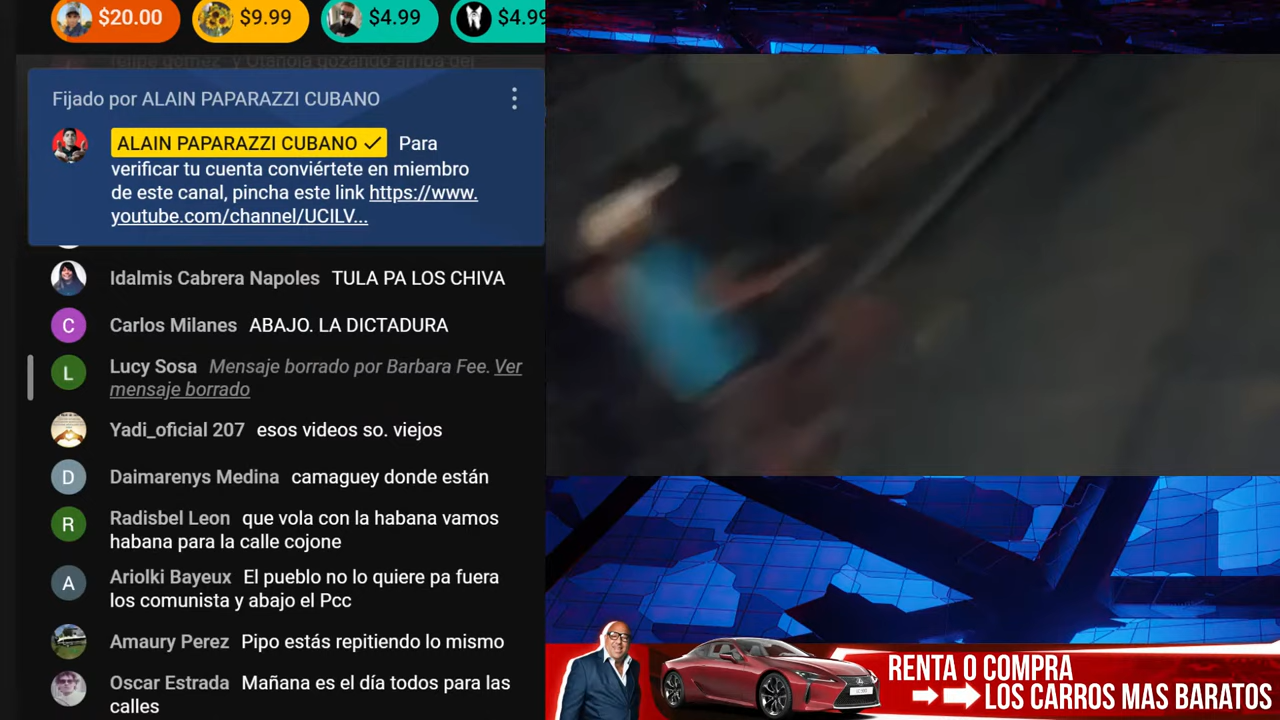 $20.00
$9.99
$4.99
$4.99
Fijado por ALAIN PAPARAZZI CUBANO
ALAIN PAPARAZZI CUBANO Para
verificar tu cuenta conviértete en miembro
de este canal, pincha este link https://www.
youtube.com/channel/UCILV...
Idalmis Cabrera Napoles TULA PA LOS CHIVA
Carlos Milanes ABAJO. LA DICTADURA
L Lucy Sosa Mensaje borrado por Barbara Fee. Ver
mensaje borrado
Yadi_oficial 207 esos videos so. viejos
D Daimarenys Medina camaguey donde están
R Radisbel Leon que vola con la habana vamos
habana para la calle cojone
A Ariolki Bayeux El pueblo no lo quiere pa fuera
los comunista y abajo el Pcc
Amaury Perez Pipo estás repitiendo lo mismo
Oscar Estrada Mañana es el día todos para las
calles
RENTA O COMPRA
LOS CARROS MAS BARATOS